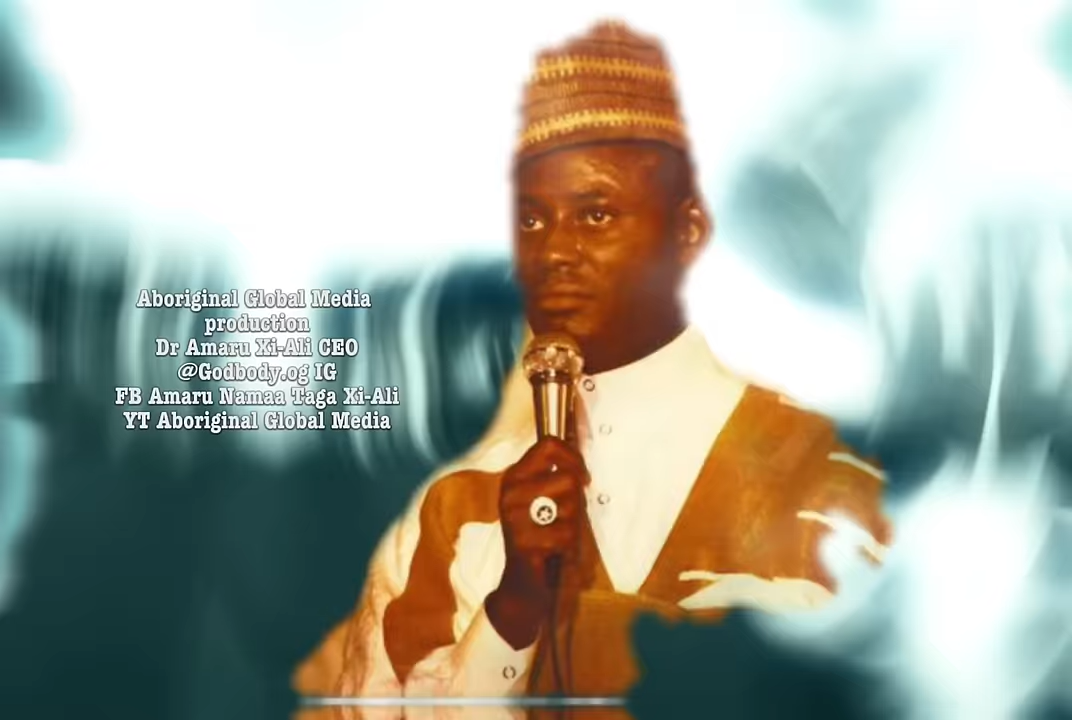 Aboriginal Global Media
production
Dr Amaru Xi-Ali CEO
@Godbody.og IG
FB Amaru Namaa Taga Xi-Ali
YT Aboriginal Global Media